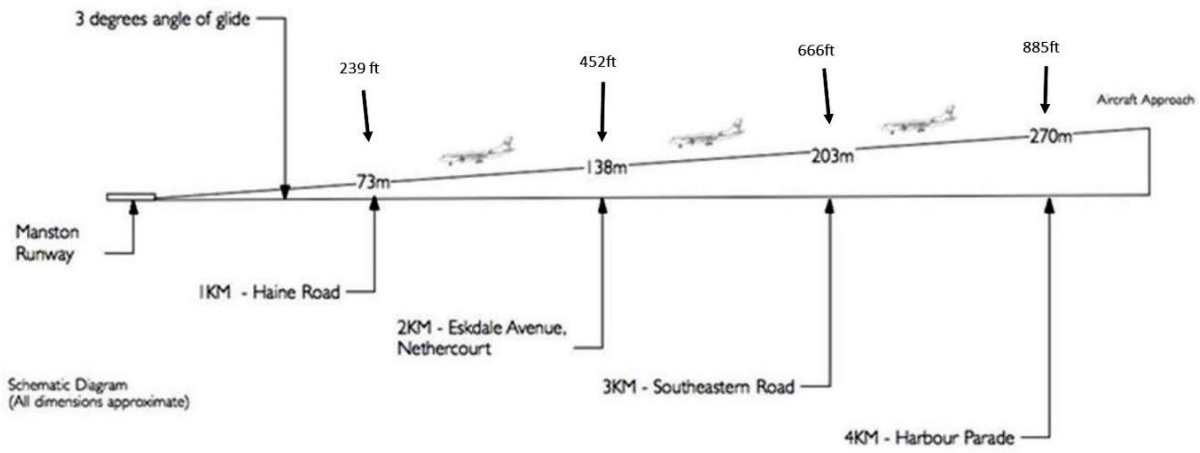 3 degrees angle of glide
239 ft
452ft
666ft
885ft
Aircraft Approach
73m
138m
203m
270m
Manston
Runway
1KM - Haine Road
2KM - Eskdale Avenue,
Nethercourt
3KM - Southeastern Road
4KM - Harbour Parade
Schematic Diagram
(All dimensions approximate)